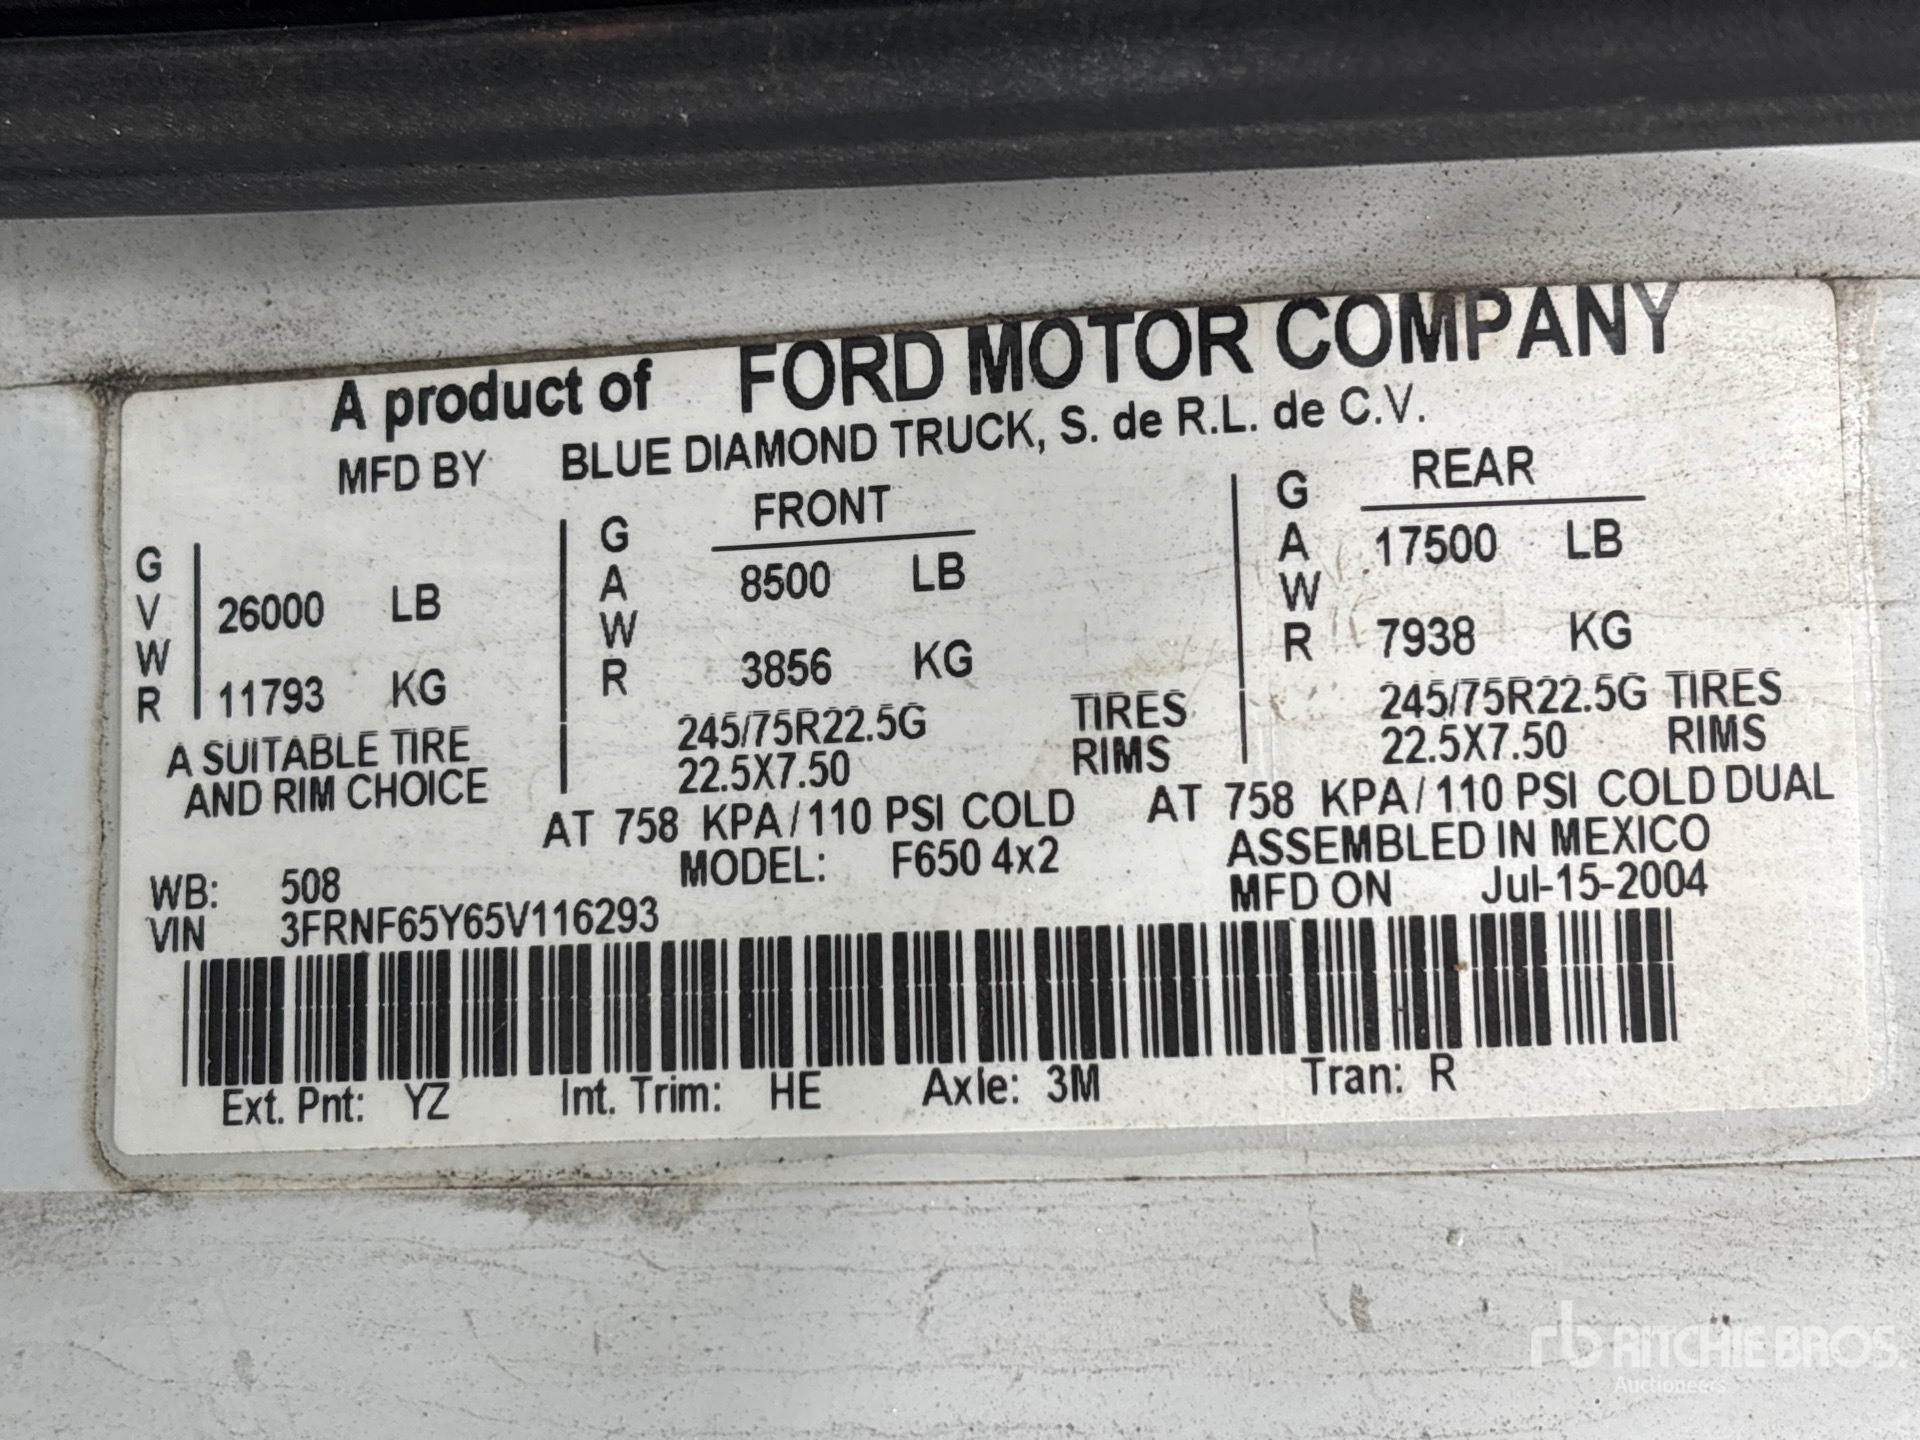 A product of FORD MOTOR COMPANY
MFD BY BLUE DIAMOND TRUCK, S. de R.L. de C.V.
GVWR 26000 LB
11793 KG
GAWR FRONT
8500 LB
3856 KG
GAWR REAR
17500 LB
7938 KG
A SUITABLE TIRE
AND RIM CHOICE
245/75R22.5G TIRES
22.5X7.50 RIMS
AT 758 KPA/110 PSI COLD
245/75R22.5G TIRES
22.5X7.50 RIMS
AT 758 KPA/110 PSI COLD DUAL
MODEL: F650 4x2
ASSEMBLED IN MEXICO
WB: 508
MFD ON Jul-15-2004
VIN 3FRNF65Y65V116293
Ext. Pnt: YZ Int. Trim: HE Axle: 3M Tran: R
rb RITCHIE BROS.
Auctioneers